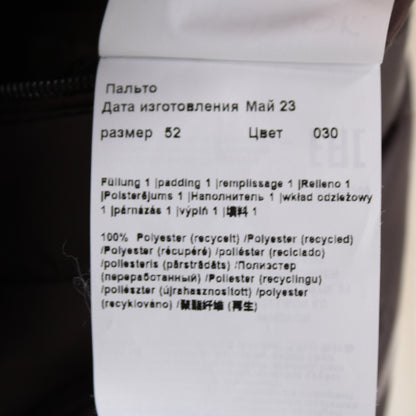 Пальто
Дата изготовления Май 23
размер 52 Цвет 030
Füllung 1 |padding 1 |remplissage 1 |Relleno 1
|Polsterējums 1 |Наполнитель 1 |wkład odzieżowy
1 |párnázás 1 |výplň 1 |填料 1
100% Polyester (recycelt) /Polyester (recycled)
/Polyester (récupéré) /poliéster (reciclado)
/poliesteris (pārstrādāts) /Полиэстер
(переработанный) /Poliester (recyclingu)
/poliészter (újrahasznosított) /polyester
(recyklováno) /聚酯纤维 (再生)